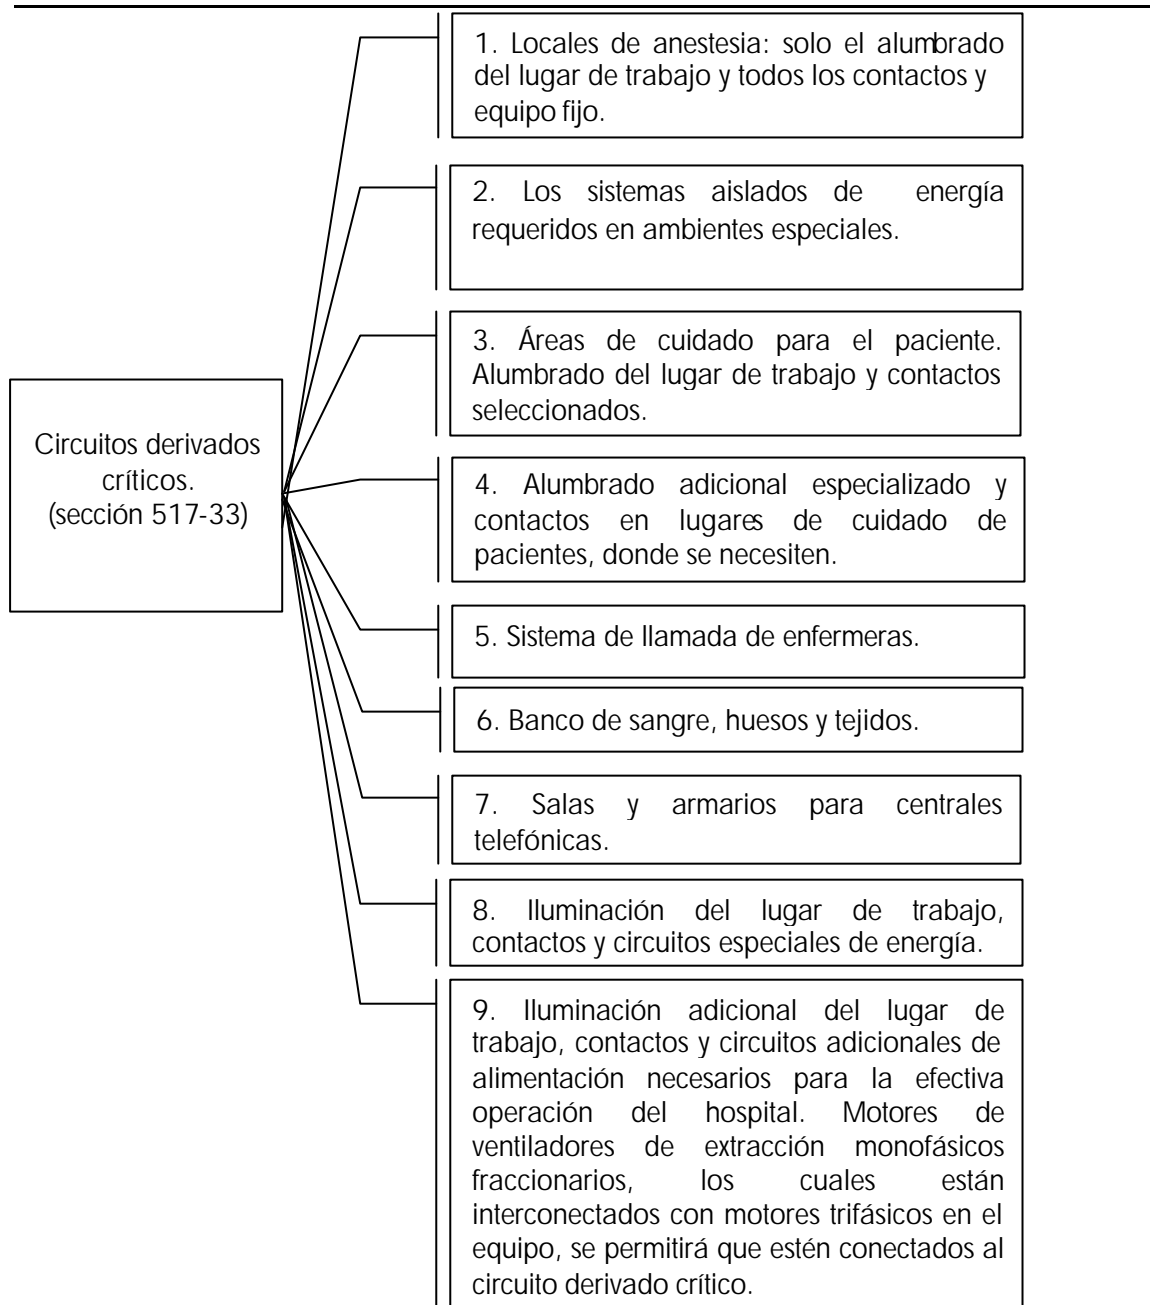 1. Locales de anestesia: solo el alumbrado
del lugar de trabajo y todos los contactos y
equipo fijo.
2. Los sistemas aislados de energía
requeridos en ambientes especiales.
3. Áreas de cuidado para el paciente.
Alumbrado del lugar de trabajo y contactos
seleccionados.
Circuitos derivados
críticos.
(sección 517-33)
4. Alumbrado adicional especializado y
contactos en lugares de cuidado de
pacientes, donde se necesiten.
5. Sistema de llamada de enfermeras.
6. Banco de sangre, huesos y tejidos.
7. Salas y armarios para centrales
telefónicas.
8. Iluminación del lugar de trabajo,
contactos y circuitos especiales de energía.
9. Iluminación adicional del lugar de
trabajo, contactos y circuitos adicionales de
alimentación necesarios para la efectiva
operación del hospital. Motores de
ventiladores de extracción monofásicos
fraccionarios, los cuales están
interconectados con motores trifásicos en el
equipo, se permitirá que estén conectados al
circuito derivado crítico.